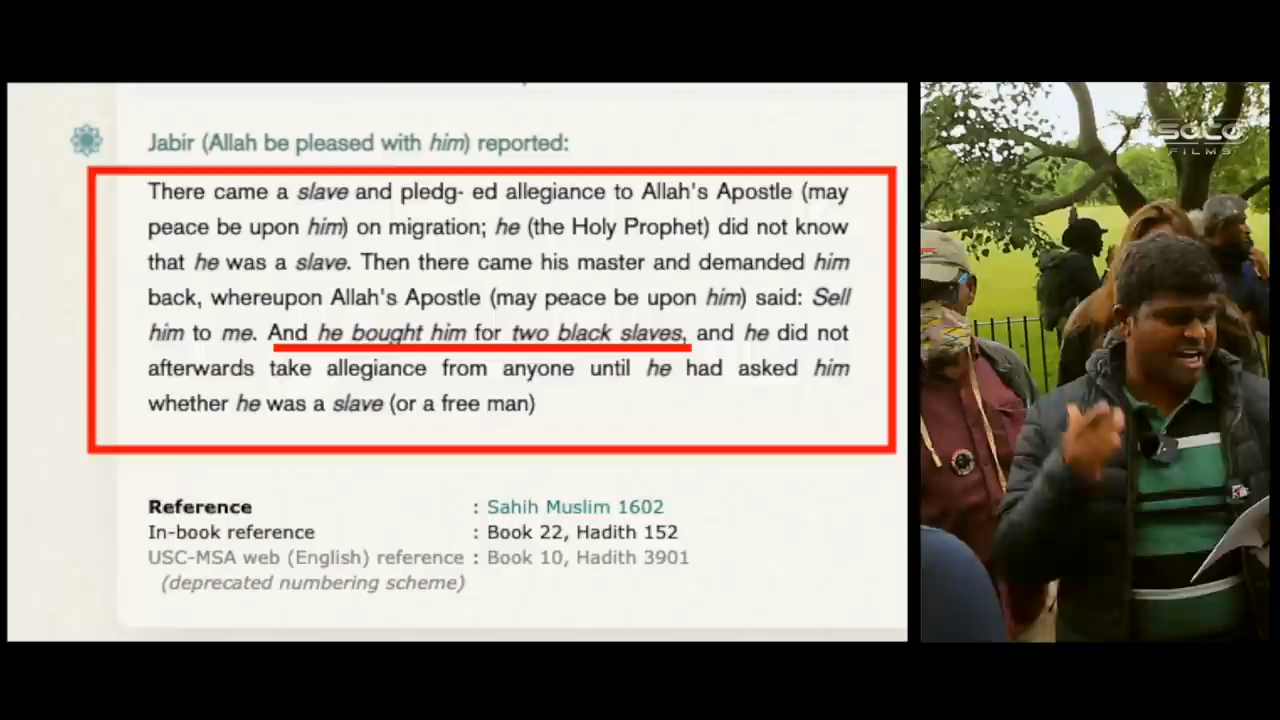 Jabir (Allah be pleased with him) reported:
There came a slave and pledg- ed allegiance to Allah's Apostle (may
peace be upon him) on migration; he (the Holy Prophet) did not know
that he was a slave. Then there came his master and demanded him
back, whereupon Allah's Apostle (may peace be upon him) said: Sell
him to me. And he bought him for two black slaves, and he did not
afterwards take allegiance from anyone until he had asked him
whether he was a slave (or a free man)
Reference : Sahih Muslim 1602
In-book reference : Book 22, Hadith 152
USC-MSA web (English) reference : Book 10, Hadith 3901
(deprecated numbering scheme)
SOCO
FILMS